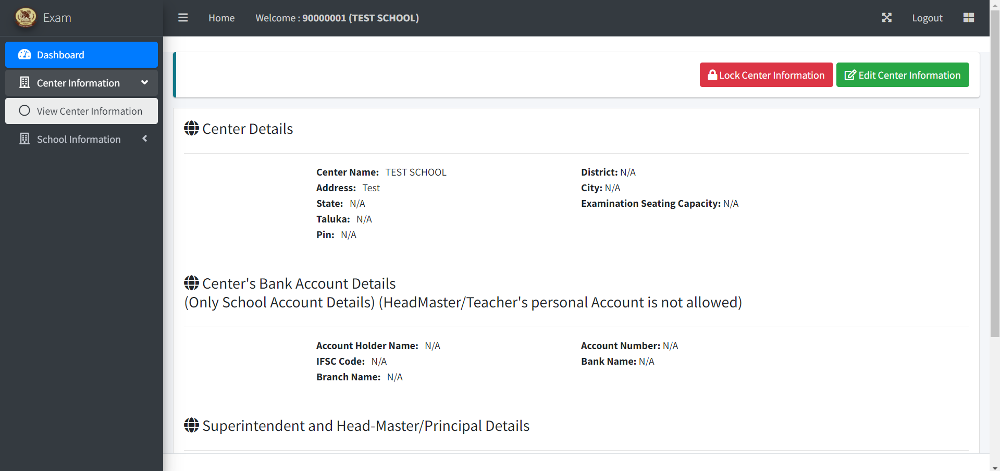 Exam
Home
Welcome : 90000001 (TEST SCHOOL)
Logout
Dashboard
Center Information
View Center Information
School Information
Lock Center Information
Edit Center Information
Center Details
Center Name: TEST SCHOOL
Address: Test
State: N/A
Taluka: N/A
Pin: N/A
District: N/A
City: N/A
Examination Seating Capacity: N/A
Center's Bank Account Details
(Only School Account Details) (HeadMaster/Teacher's personal Account is not allowed)
Account Holder Name: N/A
IFSC Code: N/A
Branch Name: N/A
Account Number: N/A
Bank Name: N/A
Superintendent and Head-Master/Principal Details